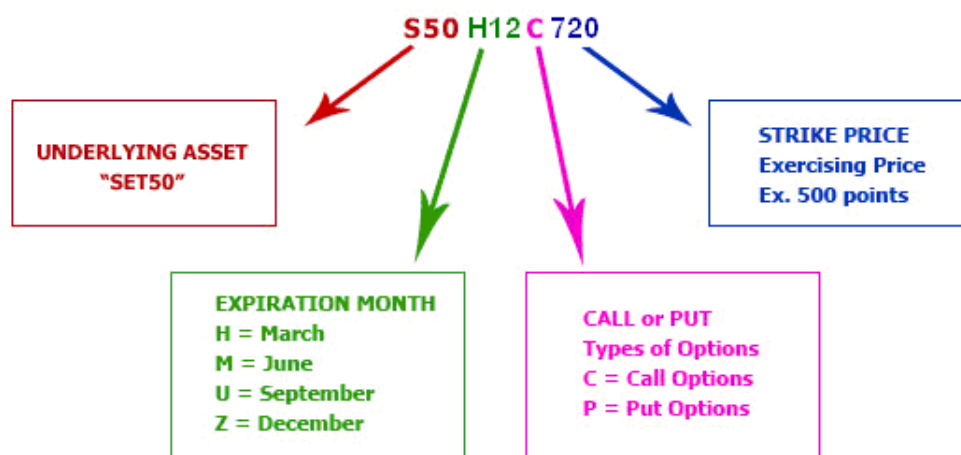 S50 H12 C 720
UNDERLYING ASSET
“SET50”
STRIKE PRICE
Exercising Price
Ex. 500 points
EXPIRATION MONTH
H = March
M = June
U = September
Z = December
CALL or PUT
Types of Options
C = Call Options
P = Put Options